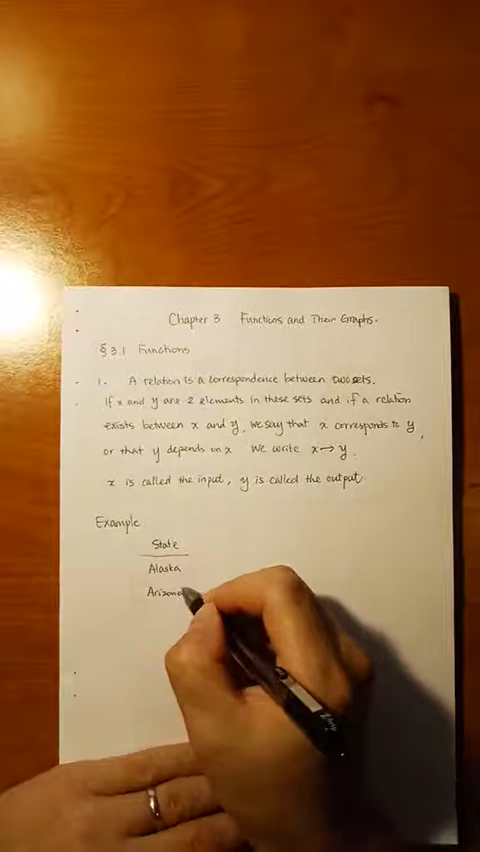 Chapter 3 Functions and Their Graphs.
§ 3.1 Functions
1. A relation is a correspondence between two sets.
If x and y are 2 elements in these sets and if a relation
exists between x and y, we say that x corresponds to y,
or that y depends on x We write x → y.
x is called the input, y is called the output.
Example
State
Alaska
Arizona